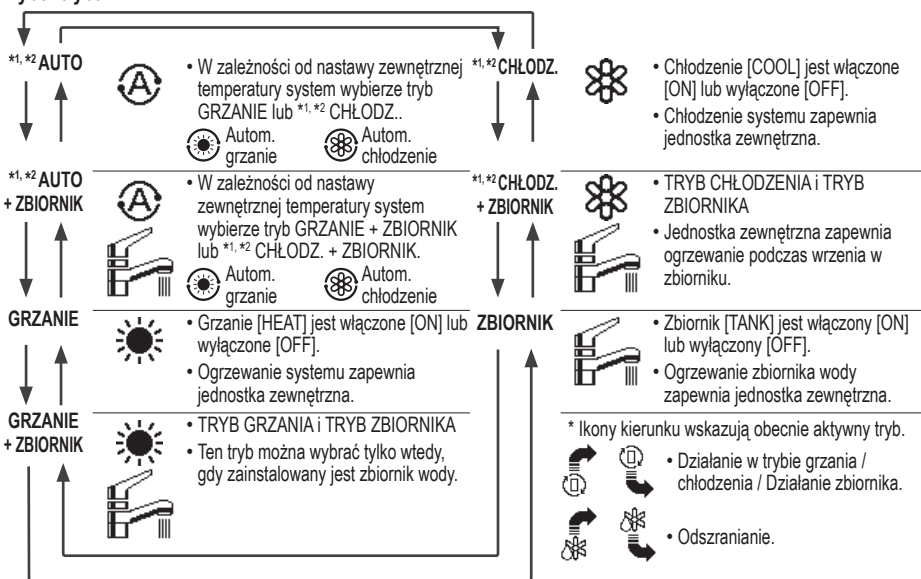 *1, *2 AUTO
• W zależności od nastawy zewnętrznej
temperatury system wybierze tryb
GRZANIE lub *1, *2 CHŁODZ..
Autom.
grzanie
Autom.
chłodzenie
*1, *2 AUTO
+ ZBIORNIK
• W zależności od nastawy
zewnętrznej temperatury system
wybierze tryb GRZANIE + ZBIORNIK
lub *1, *2 CHŁODZ. + ZBIORNIK.
Autom.
grzanie
Autom.
chłodzenie
GRZANIE
• Grzanie [HEAT] jest włączone [ON] lub
wyłączone [OFF].
• Ogrzewanie systemu zapewnia
jednostka zewnętrzna.
GRZANIE
+ ZBIORNIK
• TRYB GRZANIA i TRYB ZBIORNIKA
• Ten tryb można wybrać tylko wtedy,
gdy zainstalowany jest zbiornik wody.
*1, *2 CHŁODZ.
• Chłodzenie [COOL] jest włączone
[ON] lub wyłączone [OFF].
• Chłodzenie systemu zapewnia
jednostka zewnętrzna.
*1, *2 CHŁODZ.
+ ZBIORNIK
• TRYB CHŁODZENIA i TRYB
ZBIORNIKA
• Jednostka zewnętrzna zapewnia
ogrzewanie podczas wrzenia w
zbiorniku.
ZBIORNIK
• Zbiornik [TANK] jest włączony [ON]
lub wyłączony [OFF].
• Ogrzewanie zbiornika wody
zapewnia jednostka zewnętrzna.
* Ikony kierunku wskazują obecnie aktywny tryb.
• Działanie w trybie grzania /
chłodzenia / Działanie zbiornika.
• Odszranianie.